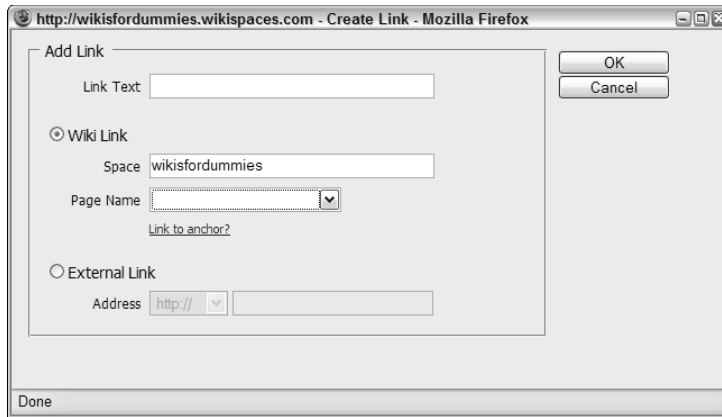 http://wikisfordummies.wikispaces.com - Create Link - Mozilla Firefox
Add Link
Link Text
OK
Cancel
Wiki Link
Space wikisfordummies
Page Name
Link to anchor?
External Link
Address http://
Done